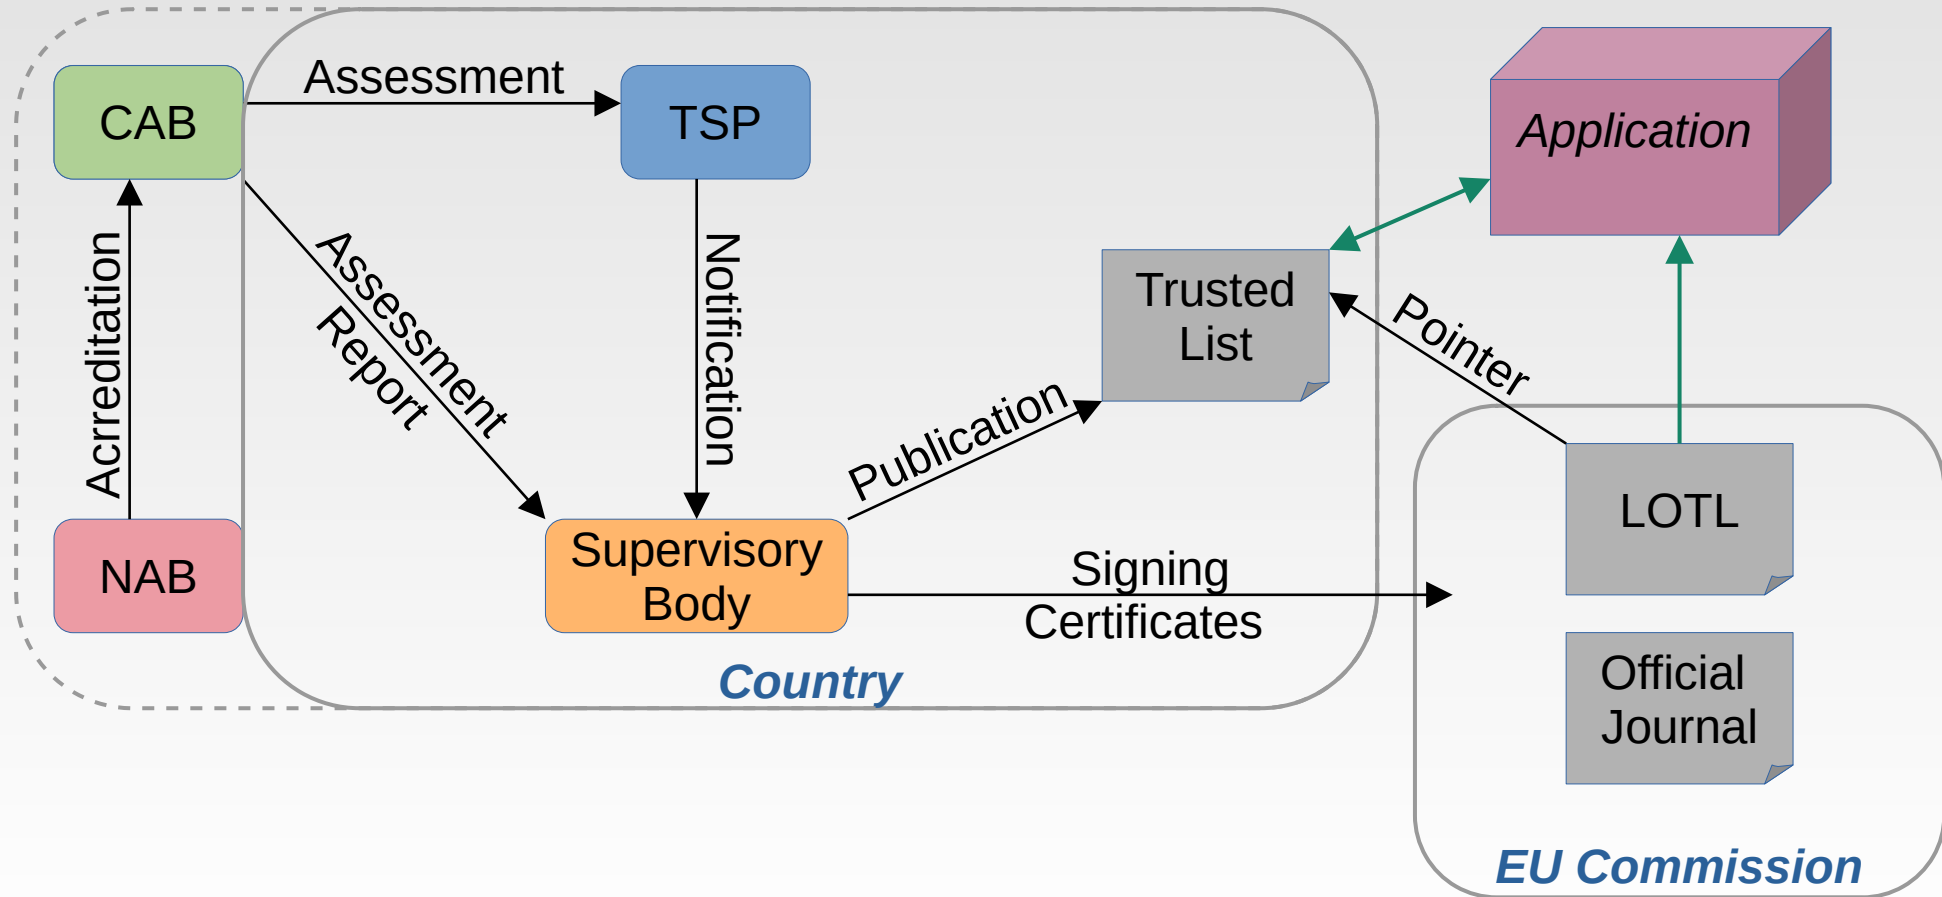 Assessment
CAB
TSP
Application
Acrreditation
Assessment
Report
Notification
Trusted
List
Pointer
Publication
LOTL
NAB
Supervisory
Body
Signing
Certificates
Country
Official
Journal
EU Commission